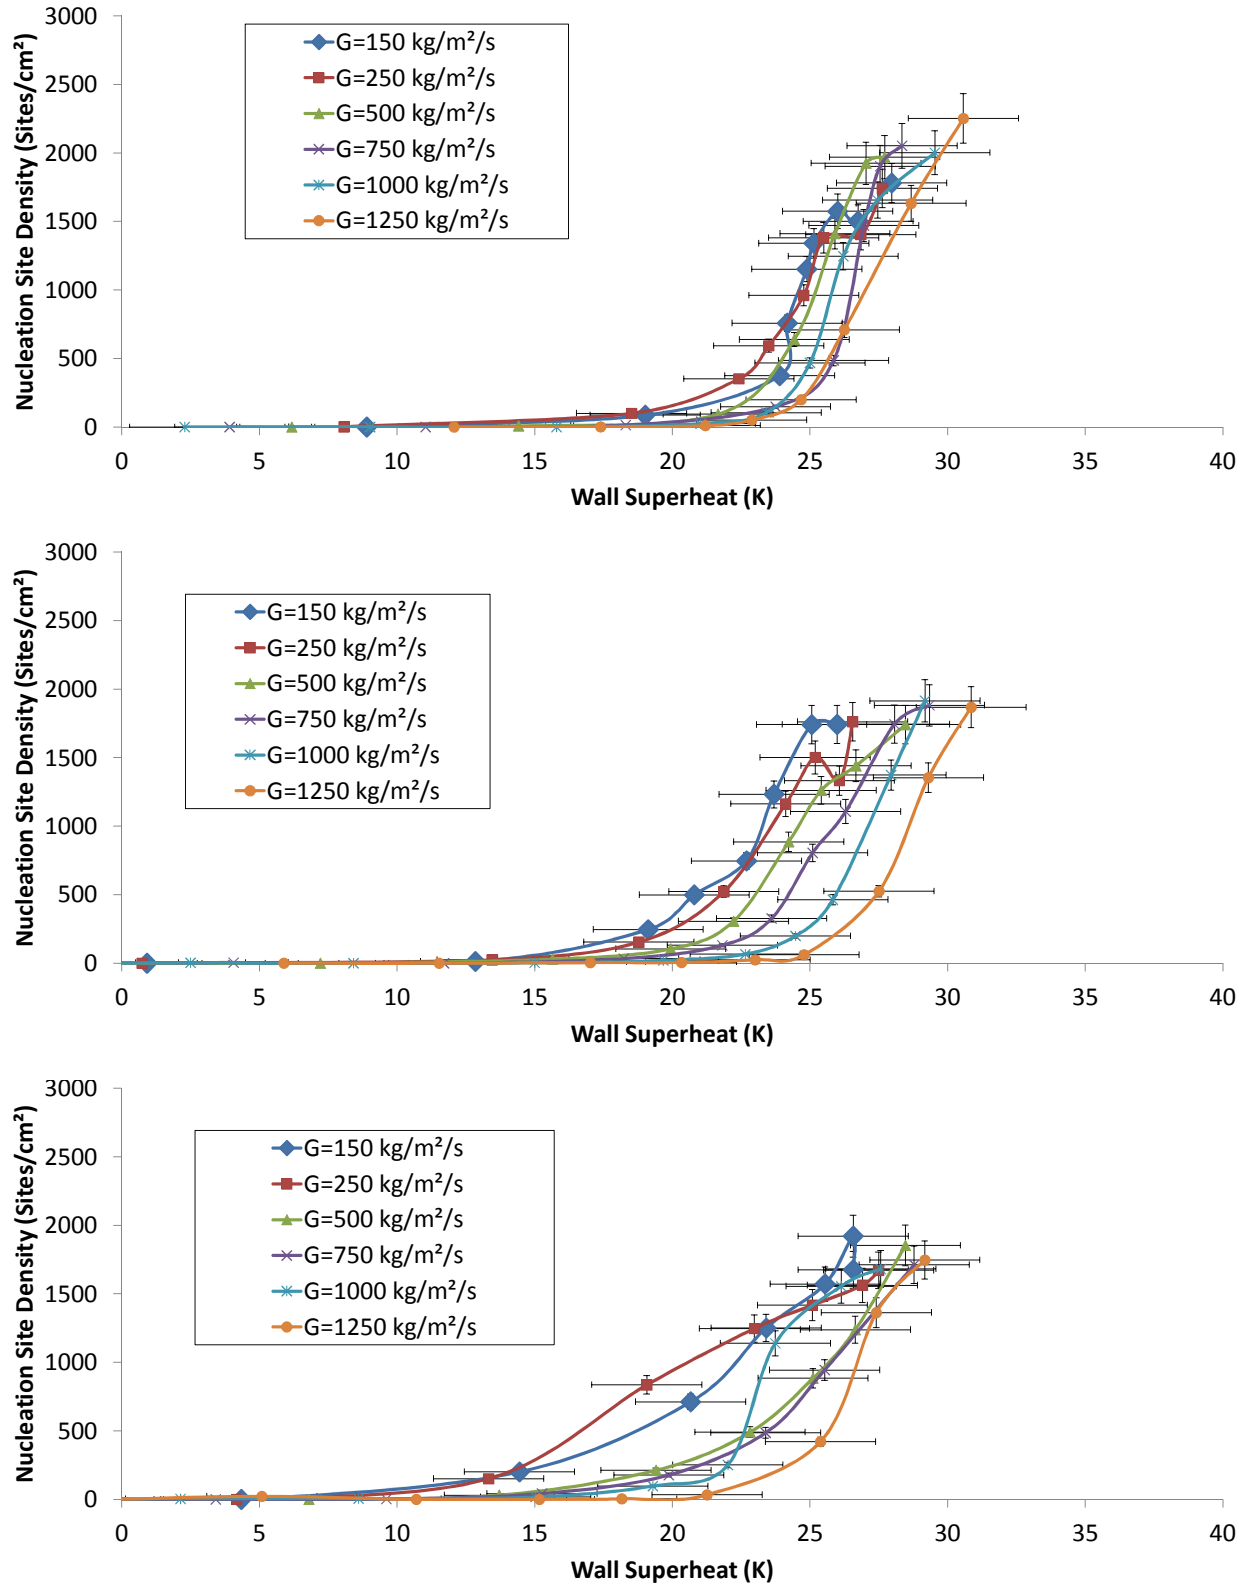 Nucleation Site Density (Sites/cm²)
3000
2500
2000
1500
1000
500
0
G=150 kg/m²/s
G=250 kg/m²/s
G=500 kg/m²/s
G=750 kg/m²/s
G=1000 kg/m²/s
G=1250 kg/m²/s
0 5 10 15 20 25 30 35 40
Wall Superheat (K)
Nucleation Site Density (Sites/cm²)
3000
2500
2000
1500
1000
500
0
G=150 kg/m²/s
G=250 kg/m²/s
G=500 kg/m²/s
G=750 kg/m²/s
G=1000 kg/m²/s
G=1250 kg/m²/s
0 5 10 15 20 25 30 35 40
Wall Superheat (K)
Nucleation Site Density (Sites/cm²)
3000
2500
2000
1500
1000
500
0
G=150 kg/m²/s
G=250 kg/m²/s
G=500 kg/m²/s
G=750 kg/m²/s
G=1000 kg/m²/s
G=1250 kg/m²/s
0 5 10 15 20 25 30 35 40
Wall Superheat (K)